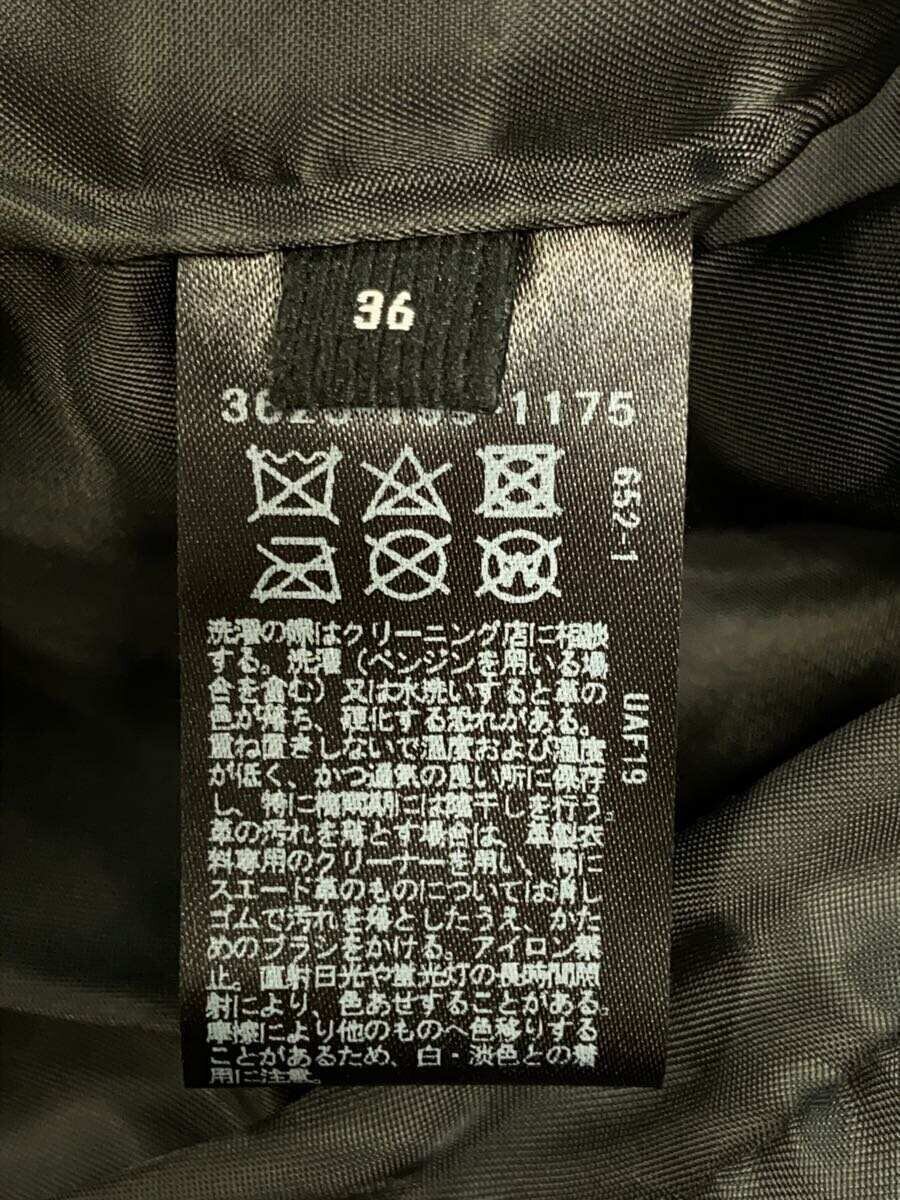 36
1175
652-1
洗濯の際はクリーニング店に相談
する。洗濯（ベンジンを用いる場
合を含む）又は水洗いすると革の
色が落ち、硬化する恐れがある。
重ね置きしないで温度および湿度
が低く、かつ通気の良い所に保存
し、特に梅雨期には陰干しを行う。
革の汚れを落とす場合は、革製衣
料専用のクリーナーを用い、特に
スエード革のものについては消し
ゴムで汚れを落としたうえ、かた
めのブラシをかける。アイロン禁
止。直射日光や蛍光灯の長時間照
射により、色あせすることがある。
摩擦により他のものへ色移りする
ことがあるため、白・淡色との着
用に注意。
UAF19